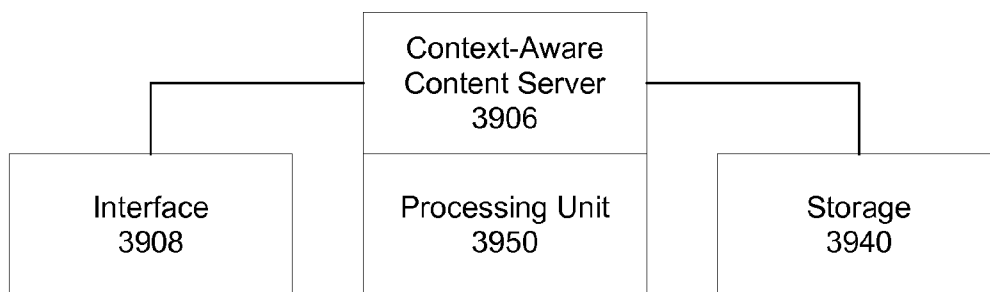 Context-Aware
Content Server
3906
Interface
3908
Processing Unit
3950
Storage
3940